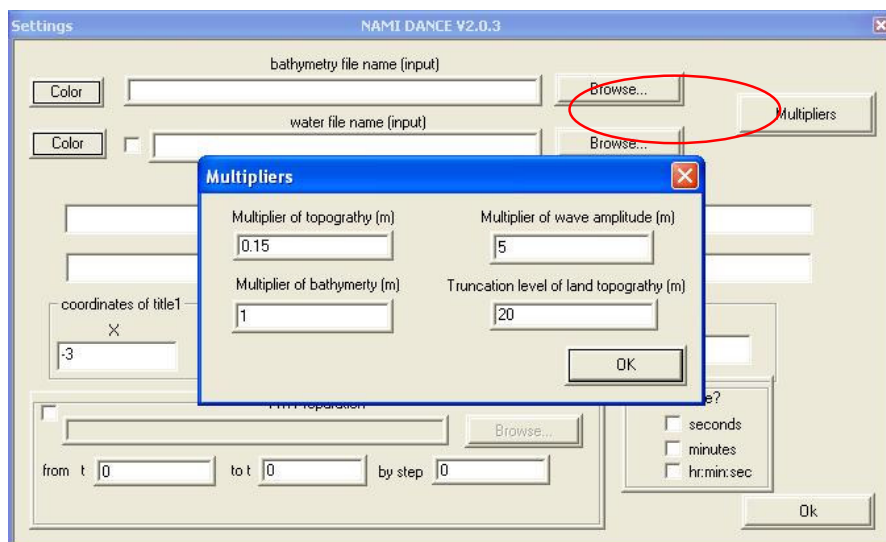 Settings NAMI DANCE V2.0.3
bathymetry file name (input)
Color Browse...
Multipliers
water file name (input)
Color Browse...
Multipliers
Multiplier of topograthy (m) Multiplier of wave amplitude (m)
0.15 5
Multiplier of bathymerty (m) Truncation level of land topograthy (m)
1 20
OK
coordinates of title1
X
-3
e?
Browse...
seconds
minutes
hr:min:sec
from t 0 to t 0 by step 0
Ok